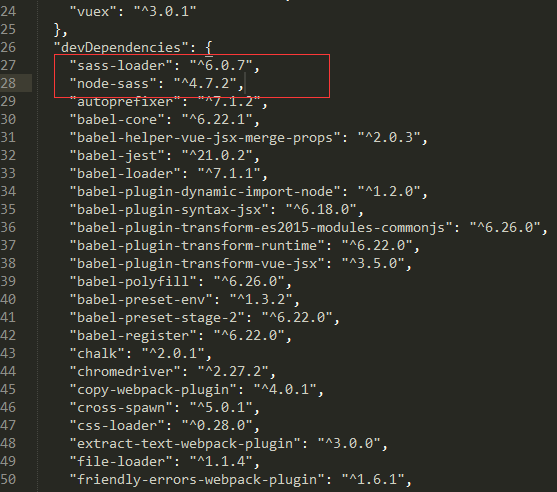 24 "vuex": "^3.0.1"
25 },
26 "devDependencies": {
27 "sass-loader": "^6.0.7",
28 "node-sass": "^4.7.2",
29 "autoprefixer": "^7.1.2",
30 "babel-core": "^6.22.1",
31 "babel-helper-vue-jsx-merge-props": "^2.0.3",
32 "babel-jest": "^21.0.2",
33 "babel-loader": "^7.1.1",
34 "babel-plugin-dynamic-import-node": "^1.2.0",
35 "babel-plugin-syntax-jsx": "^6.18.0",
36 "babel-plugin-transform-es2015-modules-commonjs": "^6.26.0",
37 "babel-plugin-transform-runtime": "^6.22.0",
38 "babel-plugin-transform-vue-jsx": "^3.5.0",
39 "babel-polyfill": "^6.26.0",
40 "babel-preset-env": "^1.3.2",
41 "babel-preset-stage-2": "^6.22.0",
42 "babel-register": "^6.22.0",
43 "chalk": "^2.0.1",
44 "chromedriver": "^2.27.2",
45 "copy-webpack-plugin": "^4.0.1",
46 "cross-spawn": "^5.0.1",
47 "css-loader": "^0.28.0",
48 "extract-text-webpack-plugin": "^3.0.0",
49 "file-loader": "^1.1.4",
50 "friendly-errors-webpack-plugin": "^1.6.1",